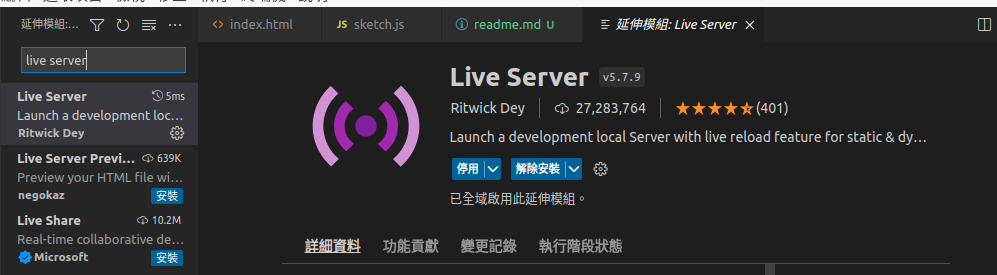 延伸模組:...
index.html
sketch.js
readme.md U
延伸模組: Live Server
live server
Live Server 5ms
Launch a development loc...
Ritwick Dey
Live Server Previ... 639K
Preview your HTML file wi...
negokaz 安裝
Live Share 10.2M
Real-time collaborative de...
Microsoft 安裝
Live Server v5.7.9
Ritwick Dey 27,283,764 (401)
Launch a development local Server with live reload feature for static & dy...
停用 解除安裝
已全域啟用此延伸模組。
詳細資料 功能貢獻 變更記錄 執行階段狀態